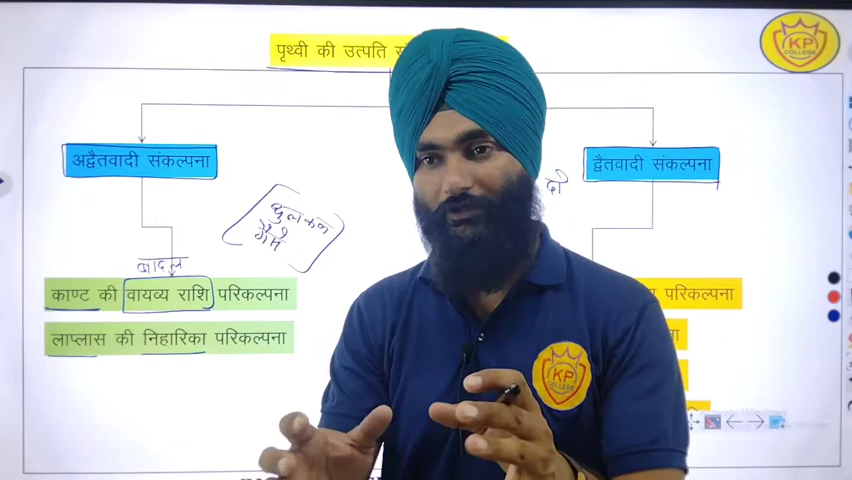 पृथ्वी की उत्पति
KP
COLLEGE
अद्वैतवादी संकल्पना
द्वैतवादी संकल्पना
दो
धुलकण
गैसे
बादल
काण्ट की वायव्य राशि परिकल्पना
परिकल्पना
लाप्लास की निहारिका परिकल्पना
KP
COLLEGE